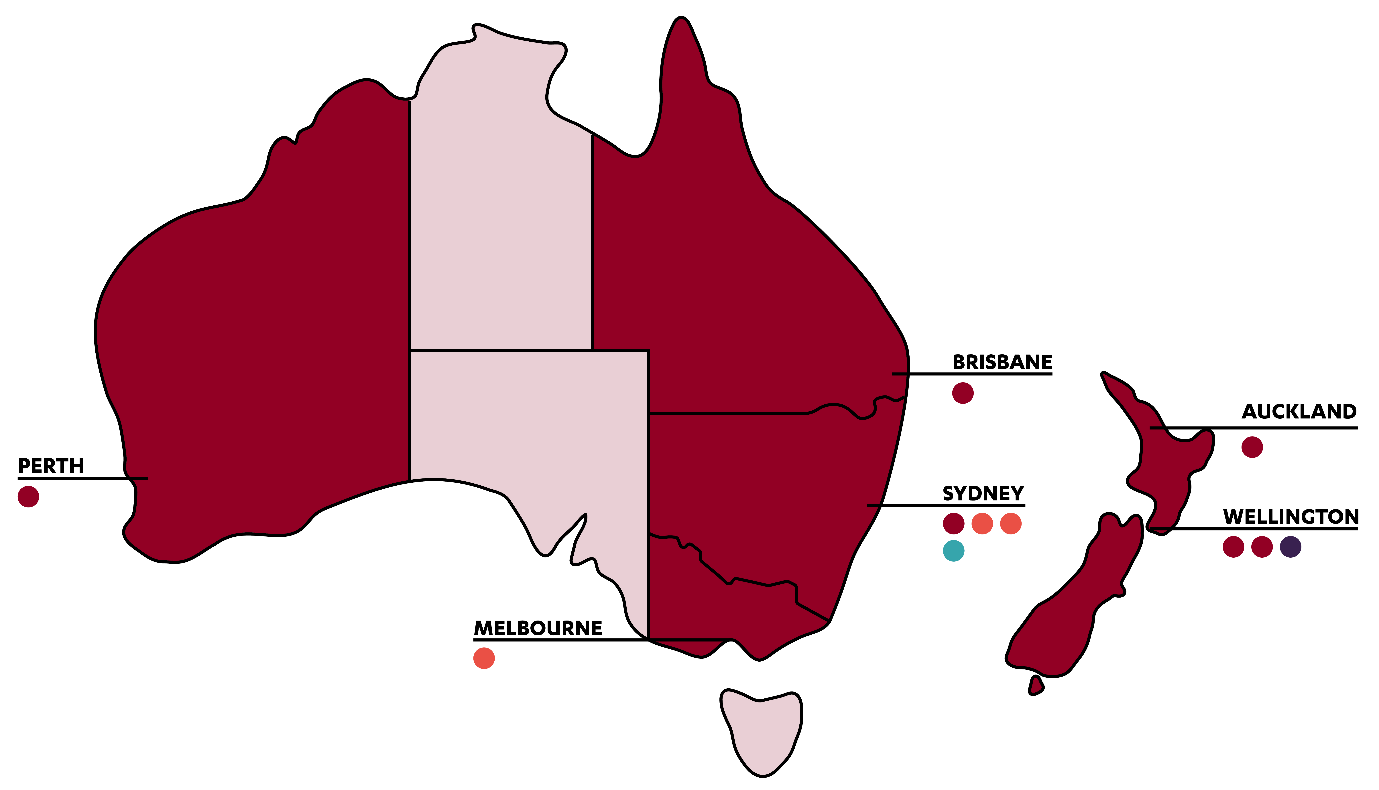 BRISBANE
AUCKLAND
PERTH
SYDNEY
WELLINGTON
MELBOURNE